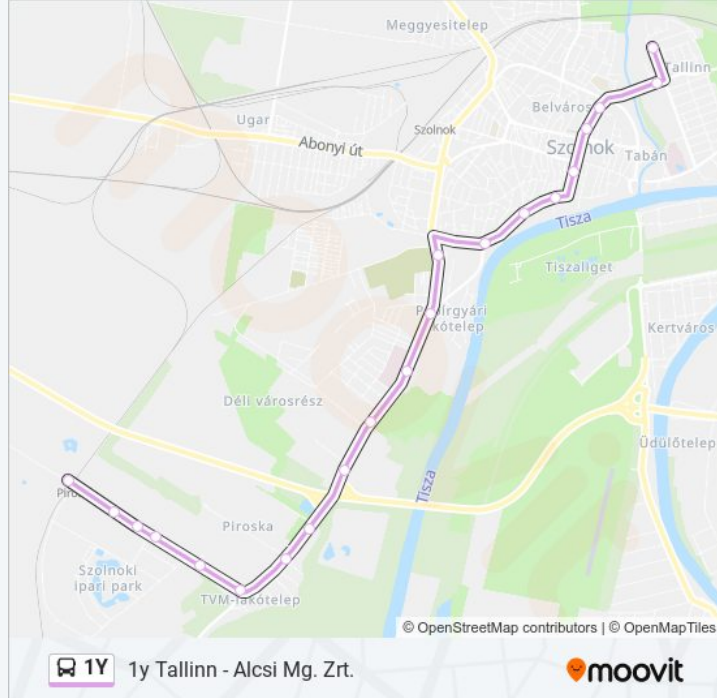 Meggyesitelep
Tallinn
Belváros
Ugar
Szolnok
Abonyi út
Szolnok
Tabán
Tisza
Tiszaliget
Kertváros
Déli városrész
Üdülőtelep
Tisza
Piroska
Szolnoki
ipari park
TVM-lakótelep
© OpenStreetMap contributors | © OpenMapTiles
1Y 1y Tallinn - Alcsi Mg. Zrt.
moovit